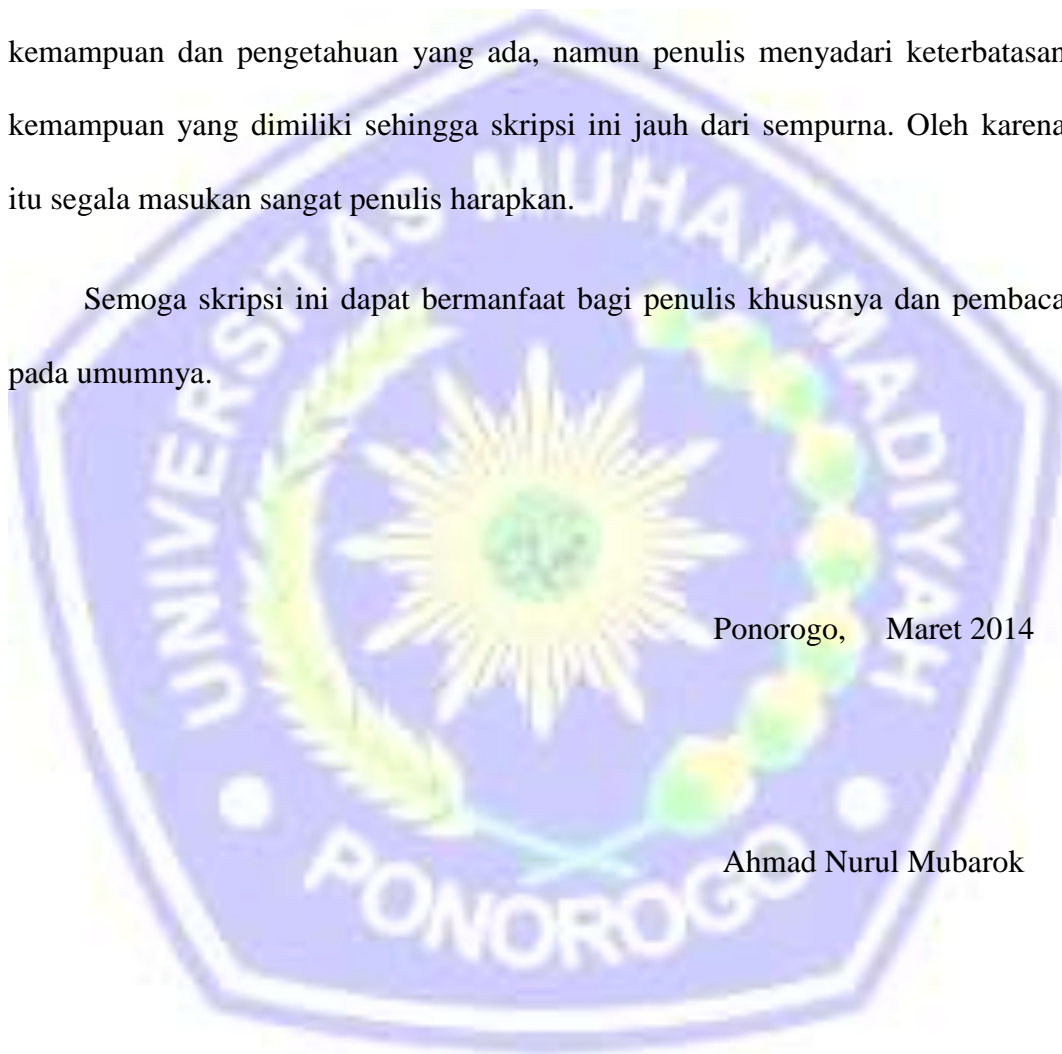 kemampuan dan pengetahuan yang ada, namun penulis menyadari keterbatasan
kemampuan yang dimiliki sehingga skripsi ini jauh dari sempurna. Oleh karena
itu segala masukan sangat penulis harapkan.
Semoga skripsi ini dapat bermanfaat bagi penulis khususnya dan pembaca
pada umumnya.
Ponorogo, Maret 2014
Ahmad Nurul Mubarok
UNIVERSITAS MUHAMMADIYAH
PONOROGO